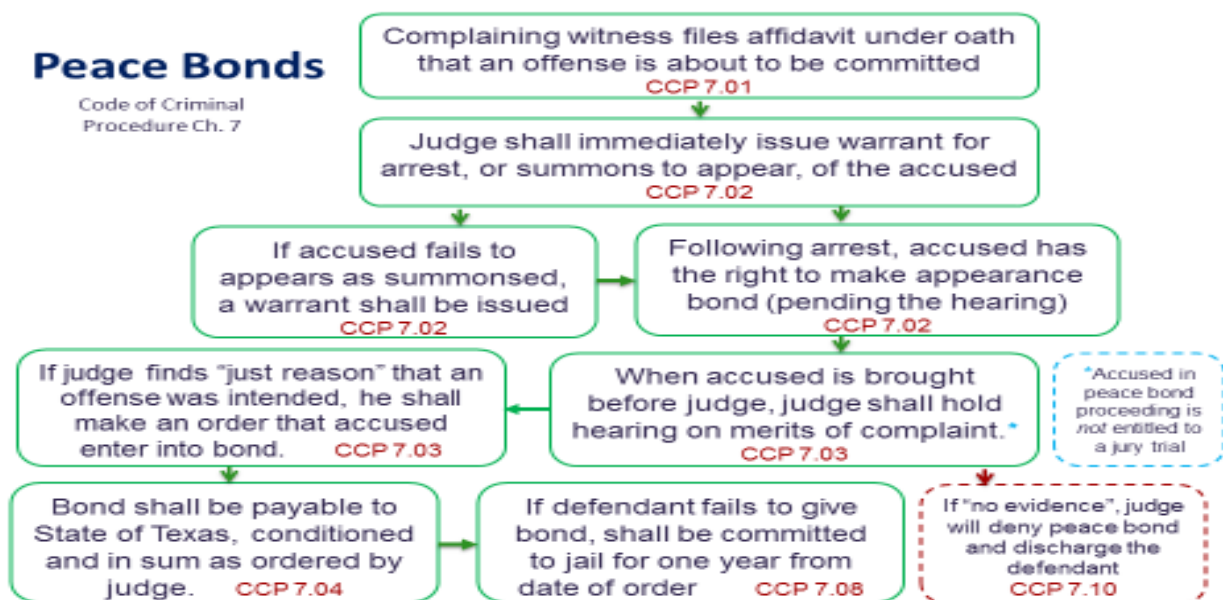 Peace Bonds
Code of Criminal
Procedure Ch. 7
Complaining witness files affidavit under oath
that an offense is about to be committed
CCP 7.01
Judge shall immediately issue warrant for
arrest, or summons to appear, of the accused
CCP 7.02
If accused fails to
appears as summonsed,
a warrant shall be issued
CCP 7.02
Following arrest, accused has
the right to make appearance
bond (pending the hearing)
CCP 7.02
When accused is brought
before judge, judge shall hold
hearing on merits of complaint.*
CCP 7.03
*Accused in
peace bond
proceeding is
not entitled to
a jury trial
If judge finds “just reason” that an
offense was intended, he shall
make an order that accused
enter into bond. CCP 7.03
Bond shall be payable to
State of Texas, conditioned
and in sum as ordered by
judge. CCP 7.04
If defendant fails to give
bond, shall be committed
to jail for one year from
date of order CCP 7.08
If “no evidence”, judge
will deny peace bond
and discharge the
defendant
CCP 7.10